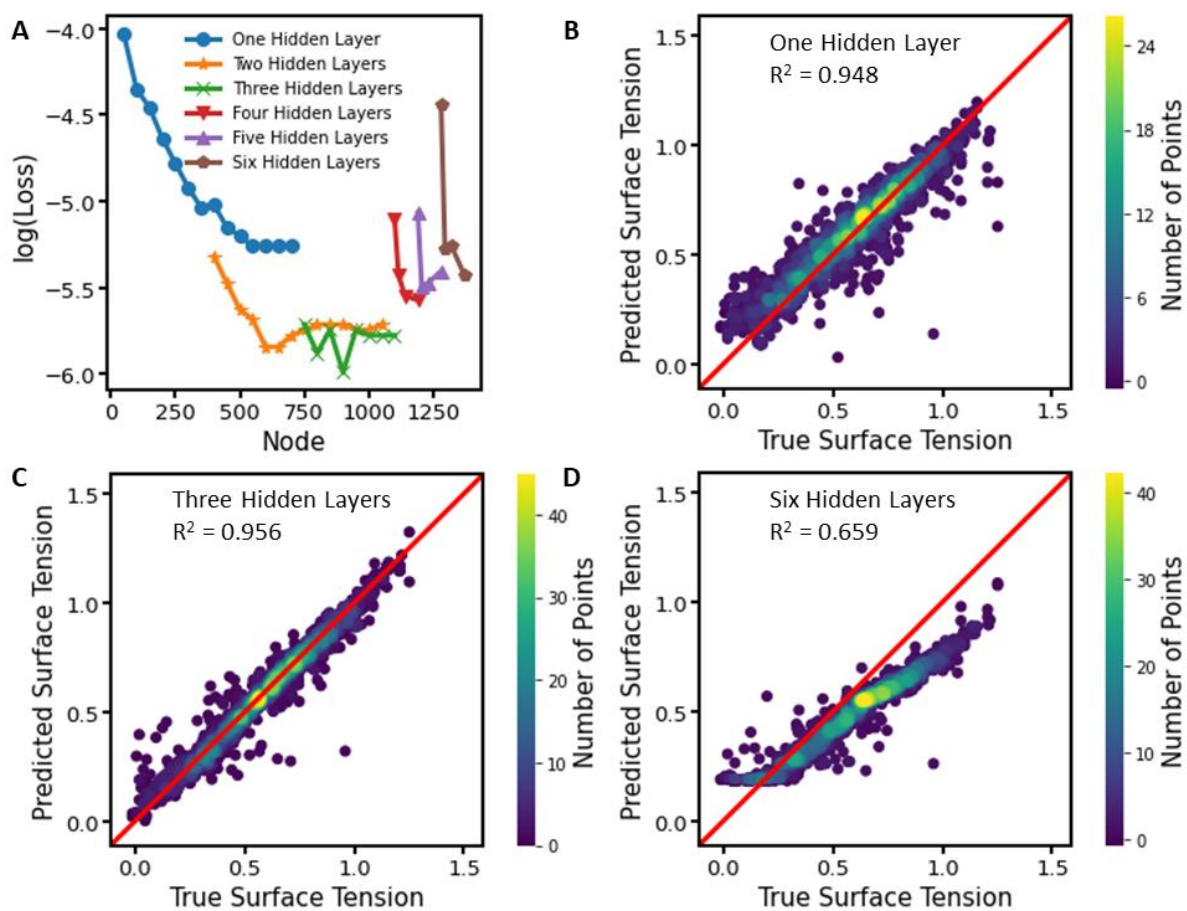 A
−4.0
−4.5
−5.0
−5.5
−6.0
log(Loss)
One Hidden Layer
Two Hidden Layers
Three Hidden Layers
Four Hidden Layers
Five Hidden Layers
Six Hidden Layers
0 250 500 750 1000 1250
Node
B
One Hidden Layer
R² = 0.948
1.5
1.0
0.5
0.0
Predicted Surface Tension
0.0 0.5 1.0 1.5
True Surface Tension
24
18
12
6
0
Number of Points
C
Three Hidden Layers
R² = 0.956
1.5
1.0
0.5
0.0
Predicted Surface Tension
0.0 0.5 1.0 1.5
True Surface Tension
40
30
20
10
0
Number of Points
D
Six Hidden Layers
R² = 0.659
1.5
1.0
0.5
0.0
Predicted Surface Tension
0.0 0.5 1.0 1.5
True Surface Tension
40
30
20
10
0
Number of Points